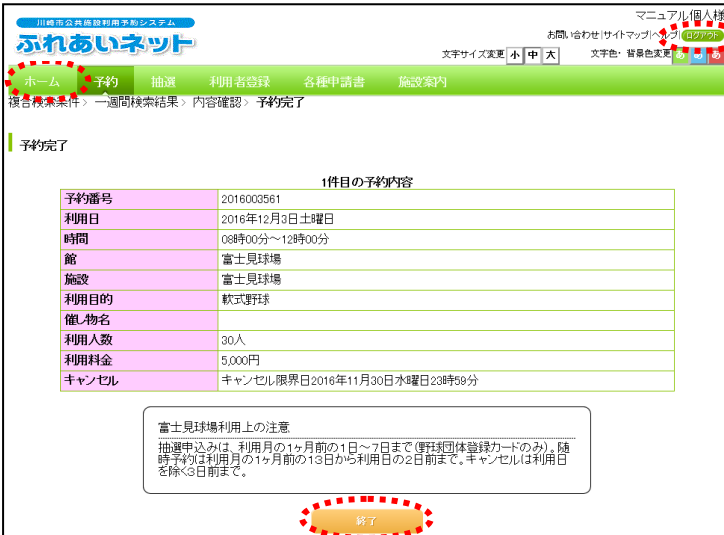 マニュアル個人様
川崎市公共施設利用予約システム
ふれあいネット
お問い合わせ|サイトマップ|ヘルプ|ログアウト
文字サイズ変更 小 中 大 文字色・背景色変更 あ あ あ
ホーム 予約 抽選 利用者登録 各種申請書 施設案内
複合検索条件> 一週間検索結果> 内容確認> 予約完了
予約完了
1件目の予約内容
予約番号 2016003561
利用日 2016年12月3日土曜日
時間 08時00分~12時00分
館 富士見球場
施設 富士見球場
利用目的 軟式野球
催し物名
利用人数 30人
利用料金 5,000円
キャンセル キャンセル限界日2016年11月30日水曜日23時59分
富士見球場利用上の注意
抽選申込みは、利用月の1ヶ月前の1日~7日まで(野球団体登録カードのみ)。随
時予約は利用月の1ヶ月前の13日から利用日の2日前まで。キャンセルは利用日
を除く3日前まで。
終了